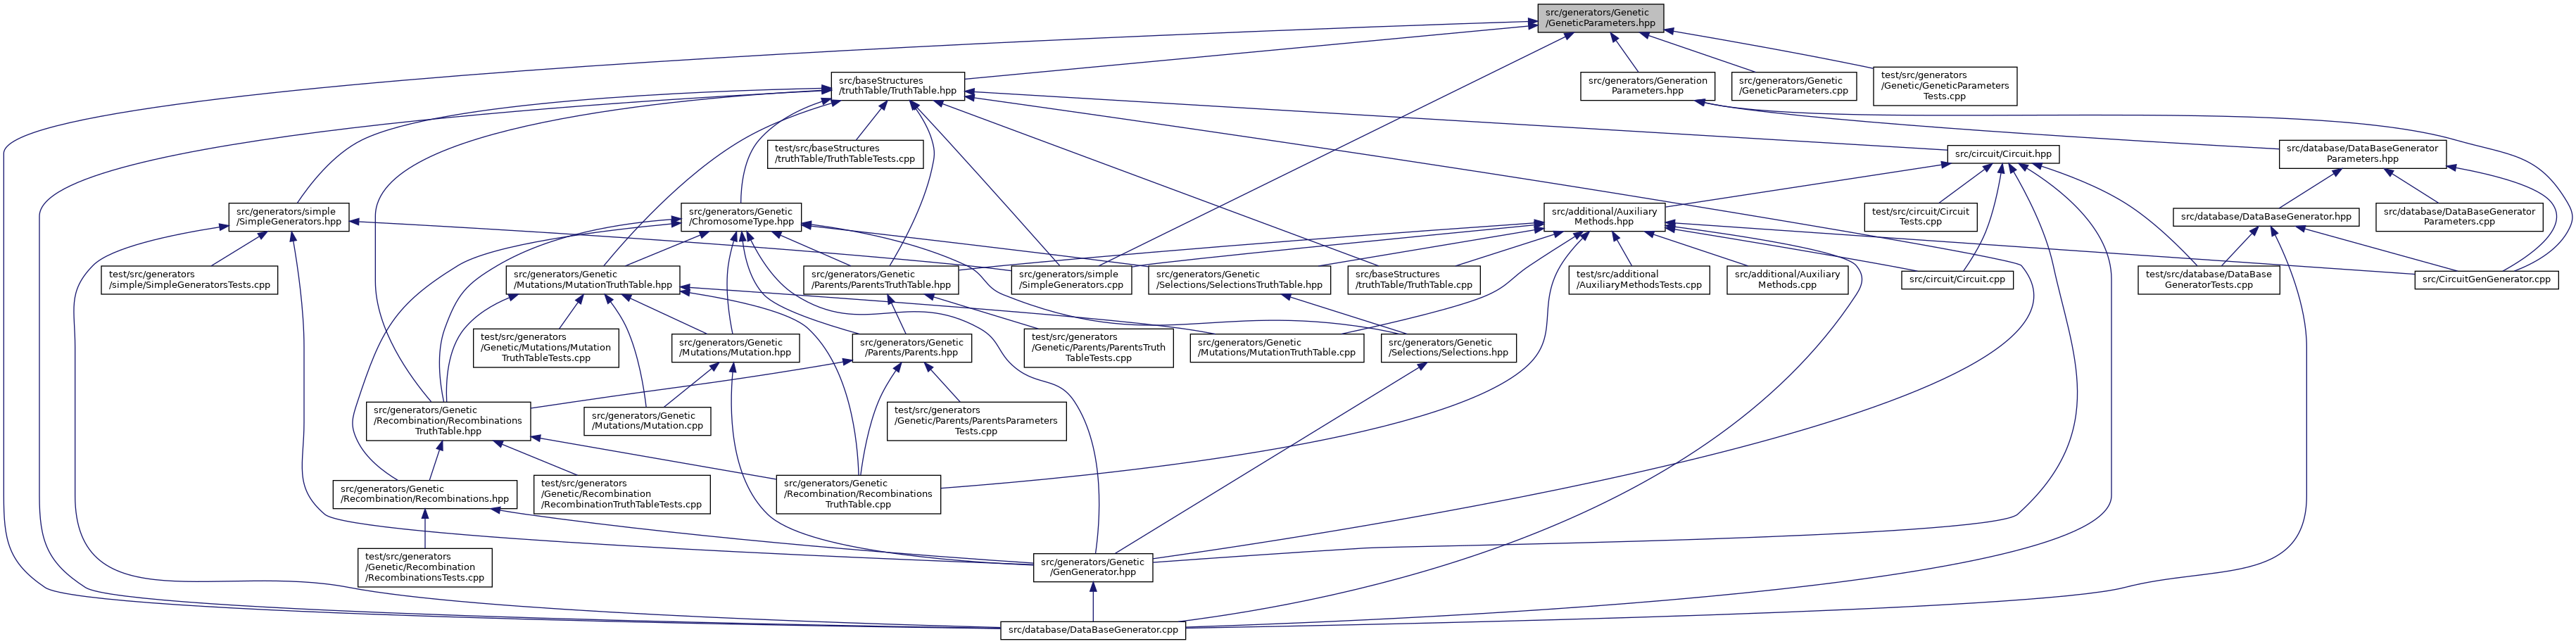 src/generators/Genetic
/GeneticParameters.hpp
src/baseStructures
/truthTable/TruthTable.hpp
src/generators/Generation
Parameters.hpp
src/generators/Genetic
/GeneticParameters.cpp
test/src/generators
/Genetic/GeneticParameters
Tests.cpp
test/src/baseStructures
/truthTable/TruthTableTests.cpp
src/circuit/Circuit.hpp
src/database/DataBaseGenerator
Parameters.hpp
src/generators/simple
/SimpleGenerators.hpp
src/generators/Genetic
/ChromosomeType.hpp
src/additional/Auxiliary
Methods.hpp
test/src/circuit/Circuit
Tests.cpp
src/database/DataBaseGenerator.hpp
src/database/DataBaseGenerator
Parameters.cpp
test/src/generators
/simple/SimpleGeneratorsTests.cpp
src/generators/Genetic
/Mutations/MutationTruthTable.hpp
src/generators/Genetic
/Parents/ParentsTruthTable.hpp
src/generators/simple
/SimpleGenerators.cpp
src/generators/Genetic
/Selections/SelectionsTruthTable.hpp
src/baseStructures
/truthTable/TruthTable.cpp
test/src/additional
/AuxiliaryMethodsTests.cpp
src/additional/Auxiliary
Methods.cpp
src/circuit/Circuit.cpp
test/src/database/DataBase
GeneratorTests.cpp
src/CircuitGenGenerator.cpp
test/src/generators
/Genetic/Mutations/Mutation
TruthTableTests.cpp
src/generators/Genetic
/Mutations/Mutation.hpp
src/generators/Genetic
/Parents/Parents.hpp
test/src/generators
/Genetic/Parents/ParentsTruth
TableTests.cpp
src/generators/Genetic
/Mutations/MutationTruthTable.cpp
src/generators/Genetic
/Selections/Selections.hpp
src/generators/Genetic
/Recombination/Recombinations
TruthTable.hpp
src/generators/Genetic
/Mutations/Mutation.cpp
test/src/generators
/Genetic/Parents/ParentsParameters
Tests.cpp
src/generators/Genetic
/Recombination/Recombinations.hpp
test/src/generators
/Genetic/Recombination
/RecombinationTruthTableTests.cpp
src/generators/Genetic
/Recombination/Recombinations
TruthTable.cpp
test/src/generators
/Genetic/Recombination
/RecombinationsTests.cpp
src/generators/Genetic
/GenGenerator.hpp
src/database/DataBaseGenerator.cpp